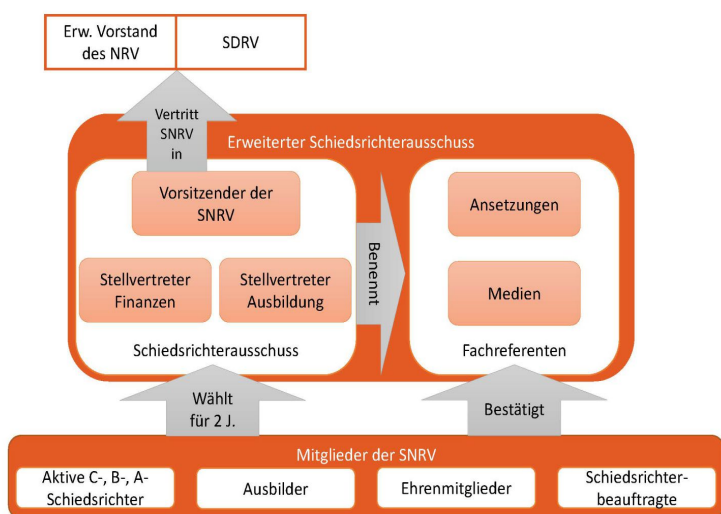 Erw. Vorstand
des NRV
SDRV
Vertritt
SNRV
in
Erweiterter Schiedsrichterausschuss
Vorsitzender der
SNRV
Stellvertreter
Finanzen
Stellvertreter
Ausbildung
Schiedsrichterausschuss
Benennt
Ansetzungen
Medien
Fachreferenten
Wählt
für 2 J.
Bestätigt
Mitglieder der SNRV
Aktive C-, B-, A-
Schiedsrichter
Ausbilder
Ehrenmitglieder
Schiedsrichter-
beauftragte